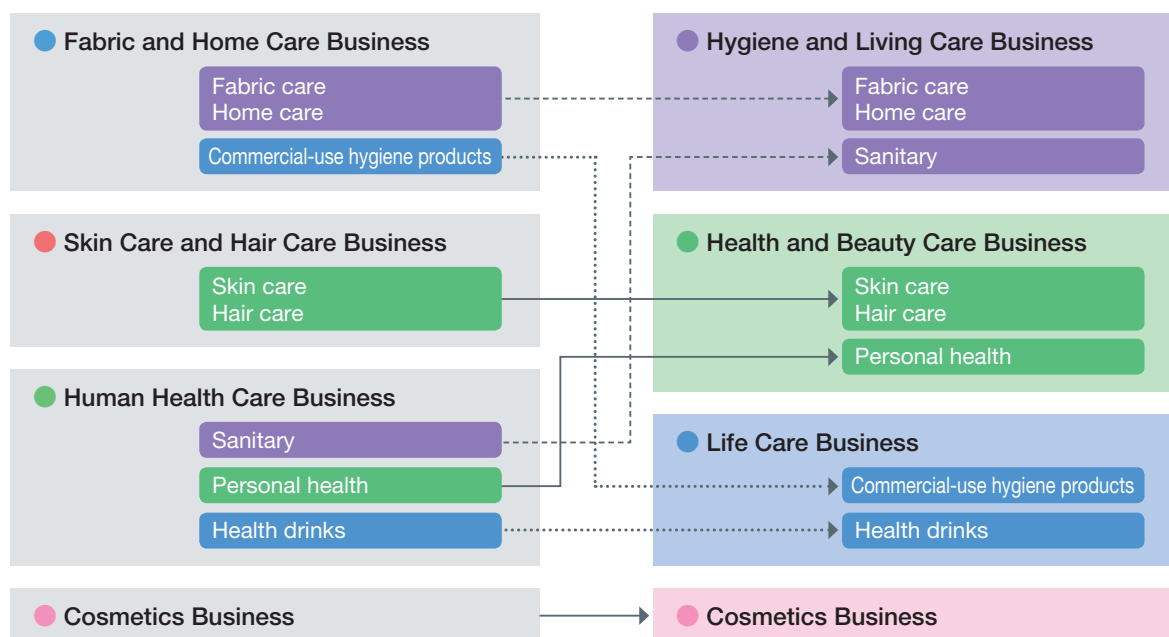 Fabric and Home Care Business
Fabric care
Home care
Commercial-use hygiene products
Skin Care and Hair Care Business
Skin care
Hair care
Human Health Care Business
Sanitary
Personal health
Health drinks
Cosmetics Business
Hygiene and Living Care Business
Fabric care
Home care
Sanitary
Health and Beauty Care Business
Skin care
Hair care
Personal health
Life Care Business
Commercial-use hygiene products
Health drinks
Cosmetics Business